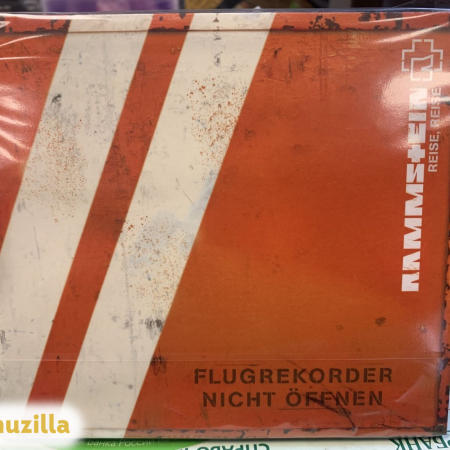 RAMMSTEIN
REISE, REISE
FLUGREKORDER
NICHT ÖFFNEN
uzilla